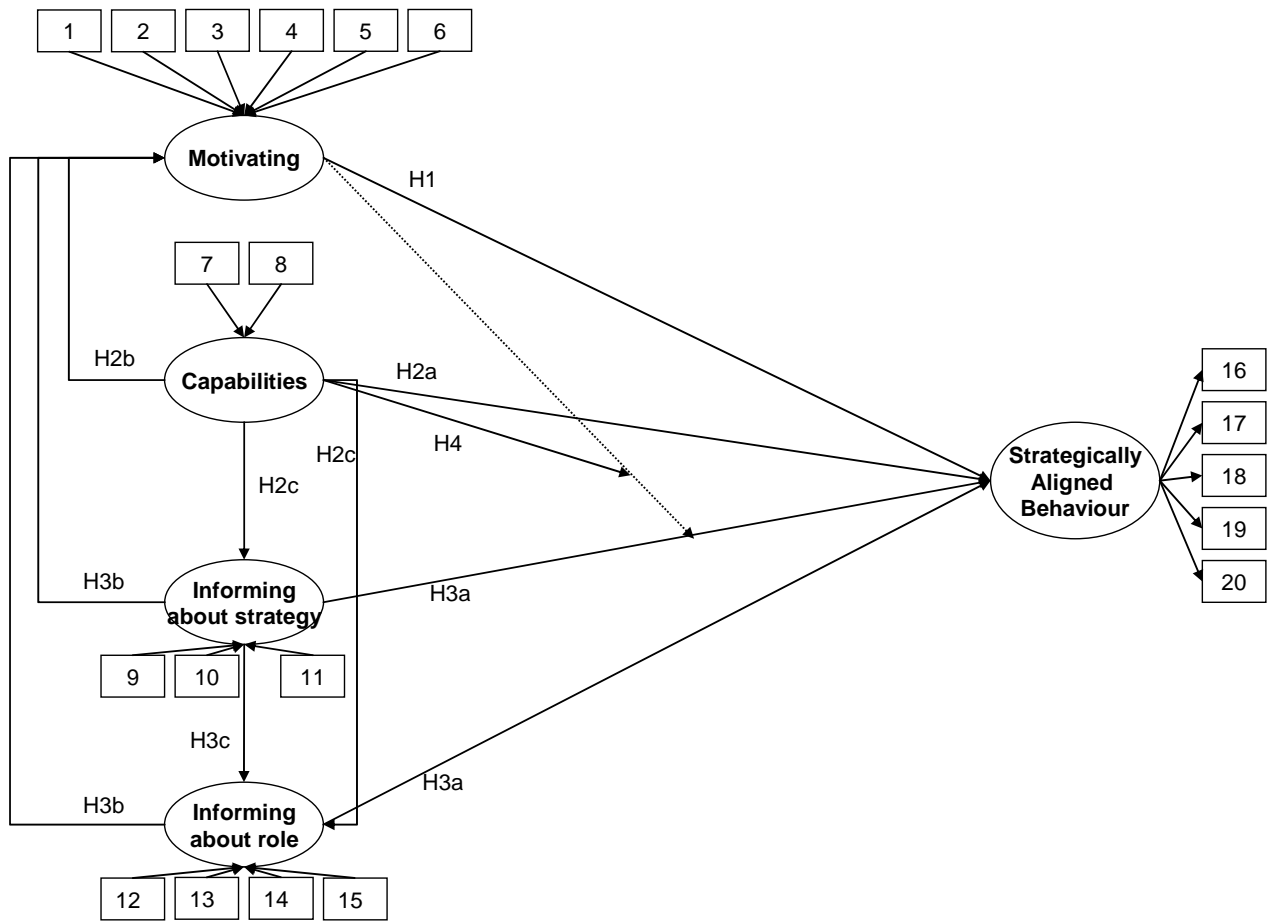 1
2
3
4
5
6
Motivating
H1
7
8
H2b
Capabilities
H2a
H4
H2c
H2c
16
17
18
19
20
Strategically
Aligned
Behaviour
H3b
Informing
about strategy
H3a
9
10
11
H3c
H3b
Informing
about role
H3a
12
13
14
15